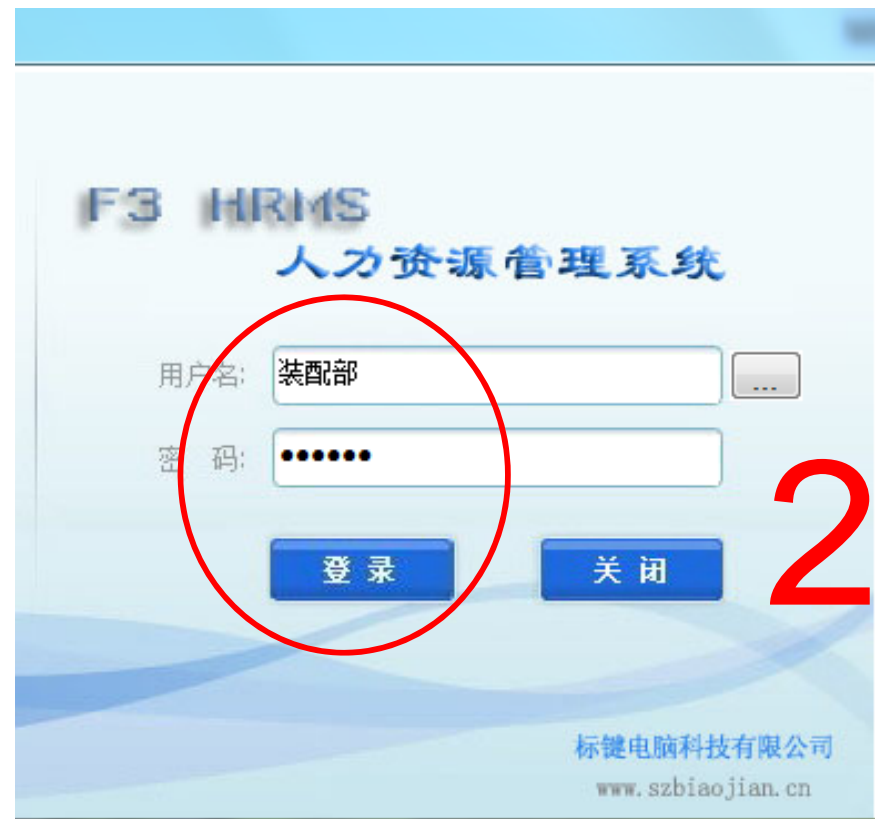 F3 HRMS
人力资源管理系统
用户名: 装配部 ...
密 码: ●●●●●●
登录 关闭
2
标键电脑科技有限公司
www.szbiaojian.cn